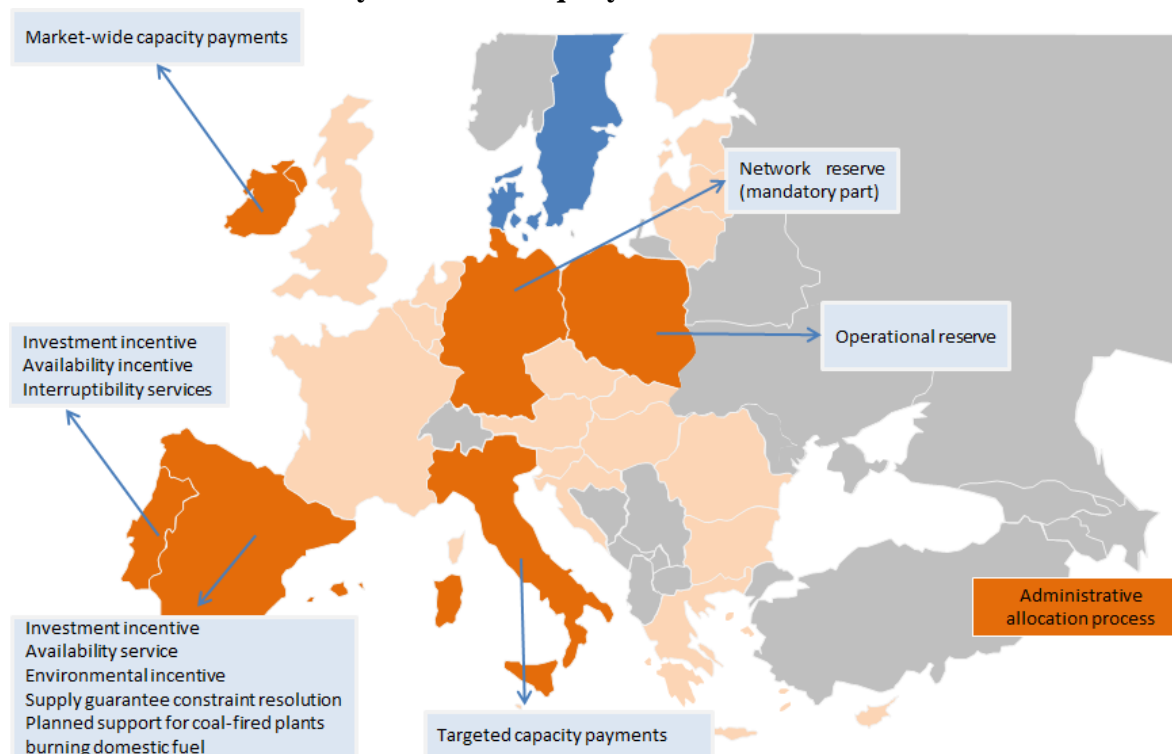 Market-wide capacity payments
Network reserve
(mandatory part)
Operational reserve
Investment incentive
Availability incentive
Interruptibility services
Administrative
allocation process
Investment incentive
Availability service
Environmental incentive
Supply guarantee constraint resolution
Planned support for coal-fired plants
burning domestic fuel
Targeted capacity payments